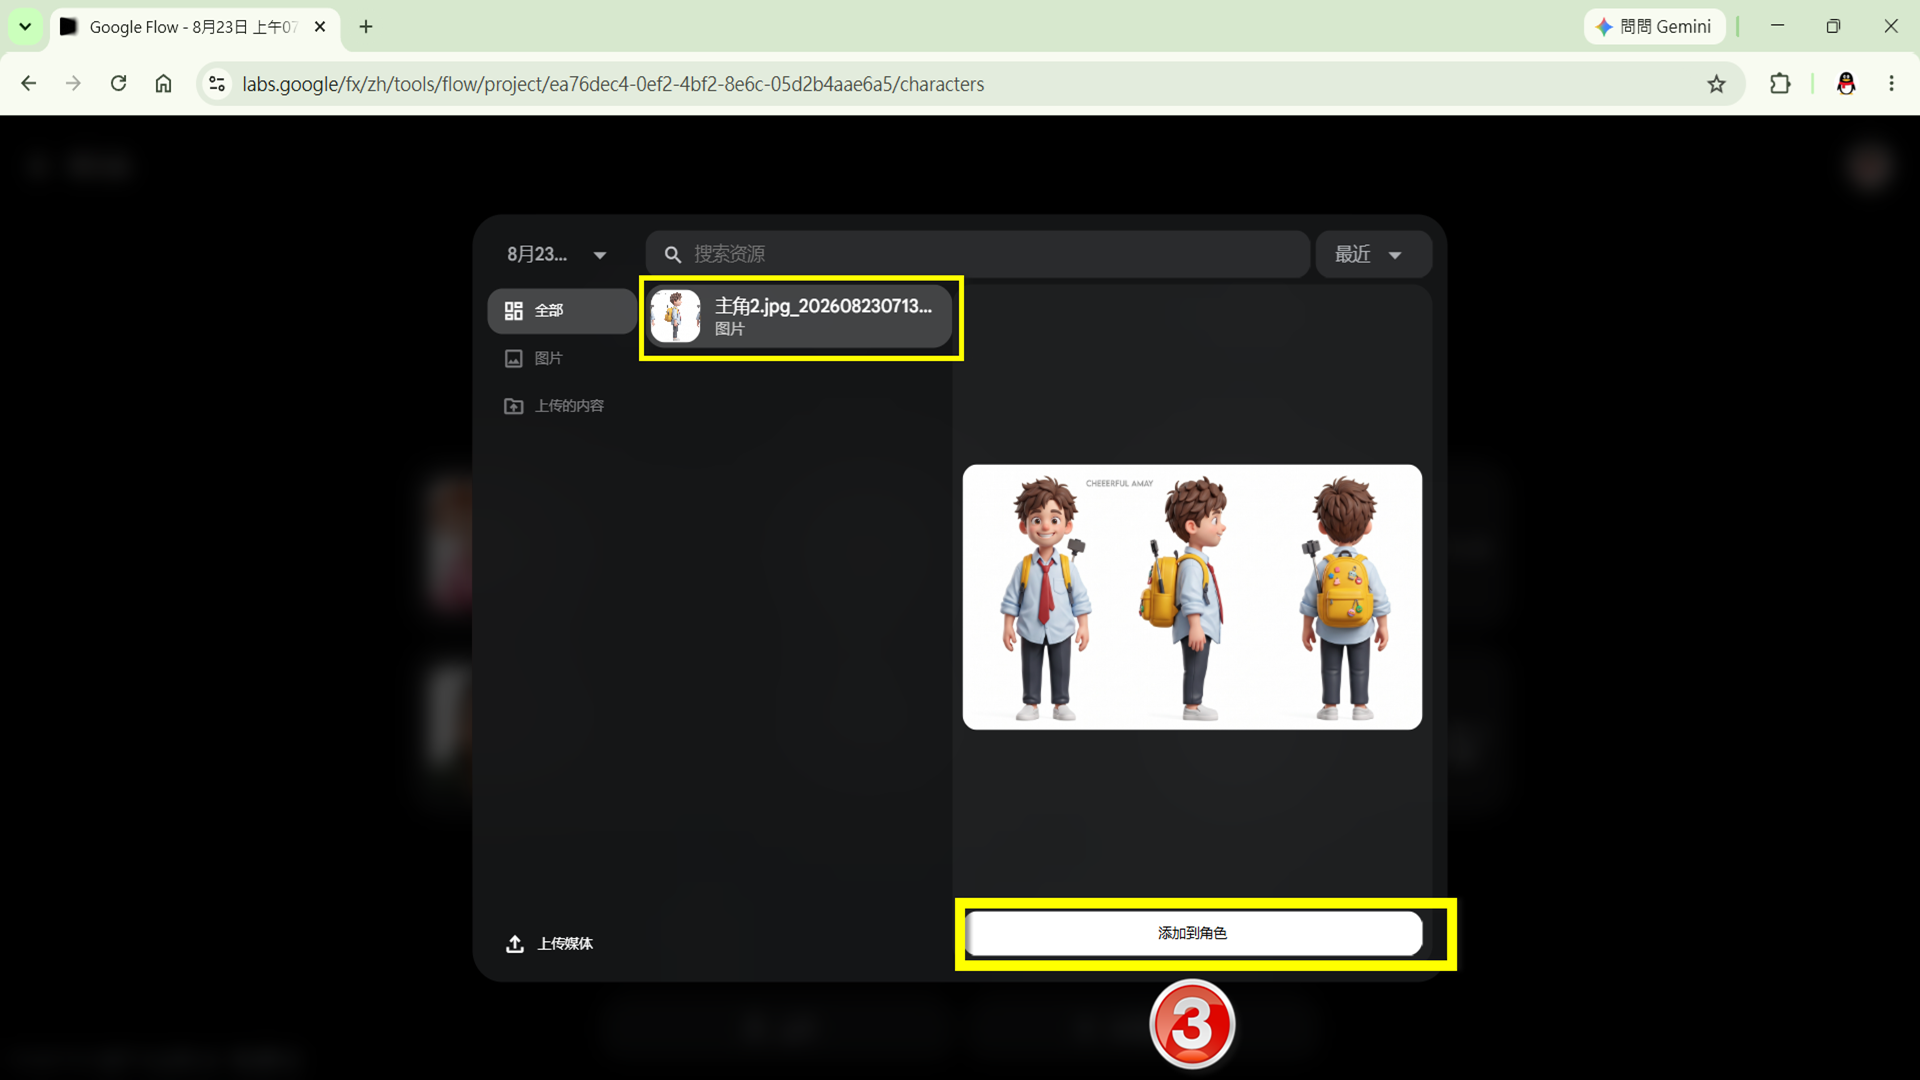 Google Flow - 8月23日 上午07
問問 Gemini
labs.google/fx/zh/tools/flow/project/ea76dec4-0ef2-4bf2-8e6c-05d2b4aae6a5/characters
8月23...
搜索资源
最近
全部
主角2.jpg_202608230713...
图片
图片
上传的内容
CHEEERFUL AMAY
上传媒体
添加到角色
3